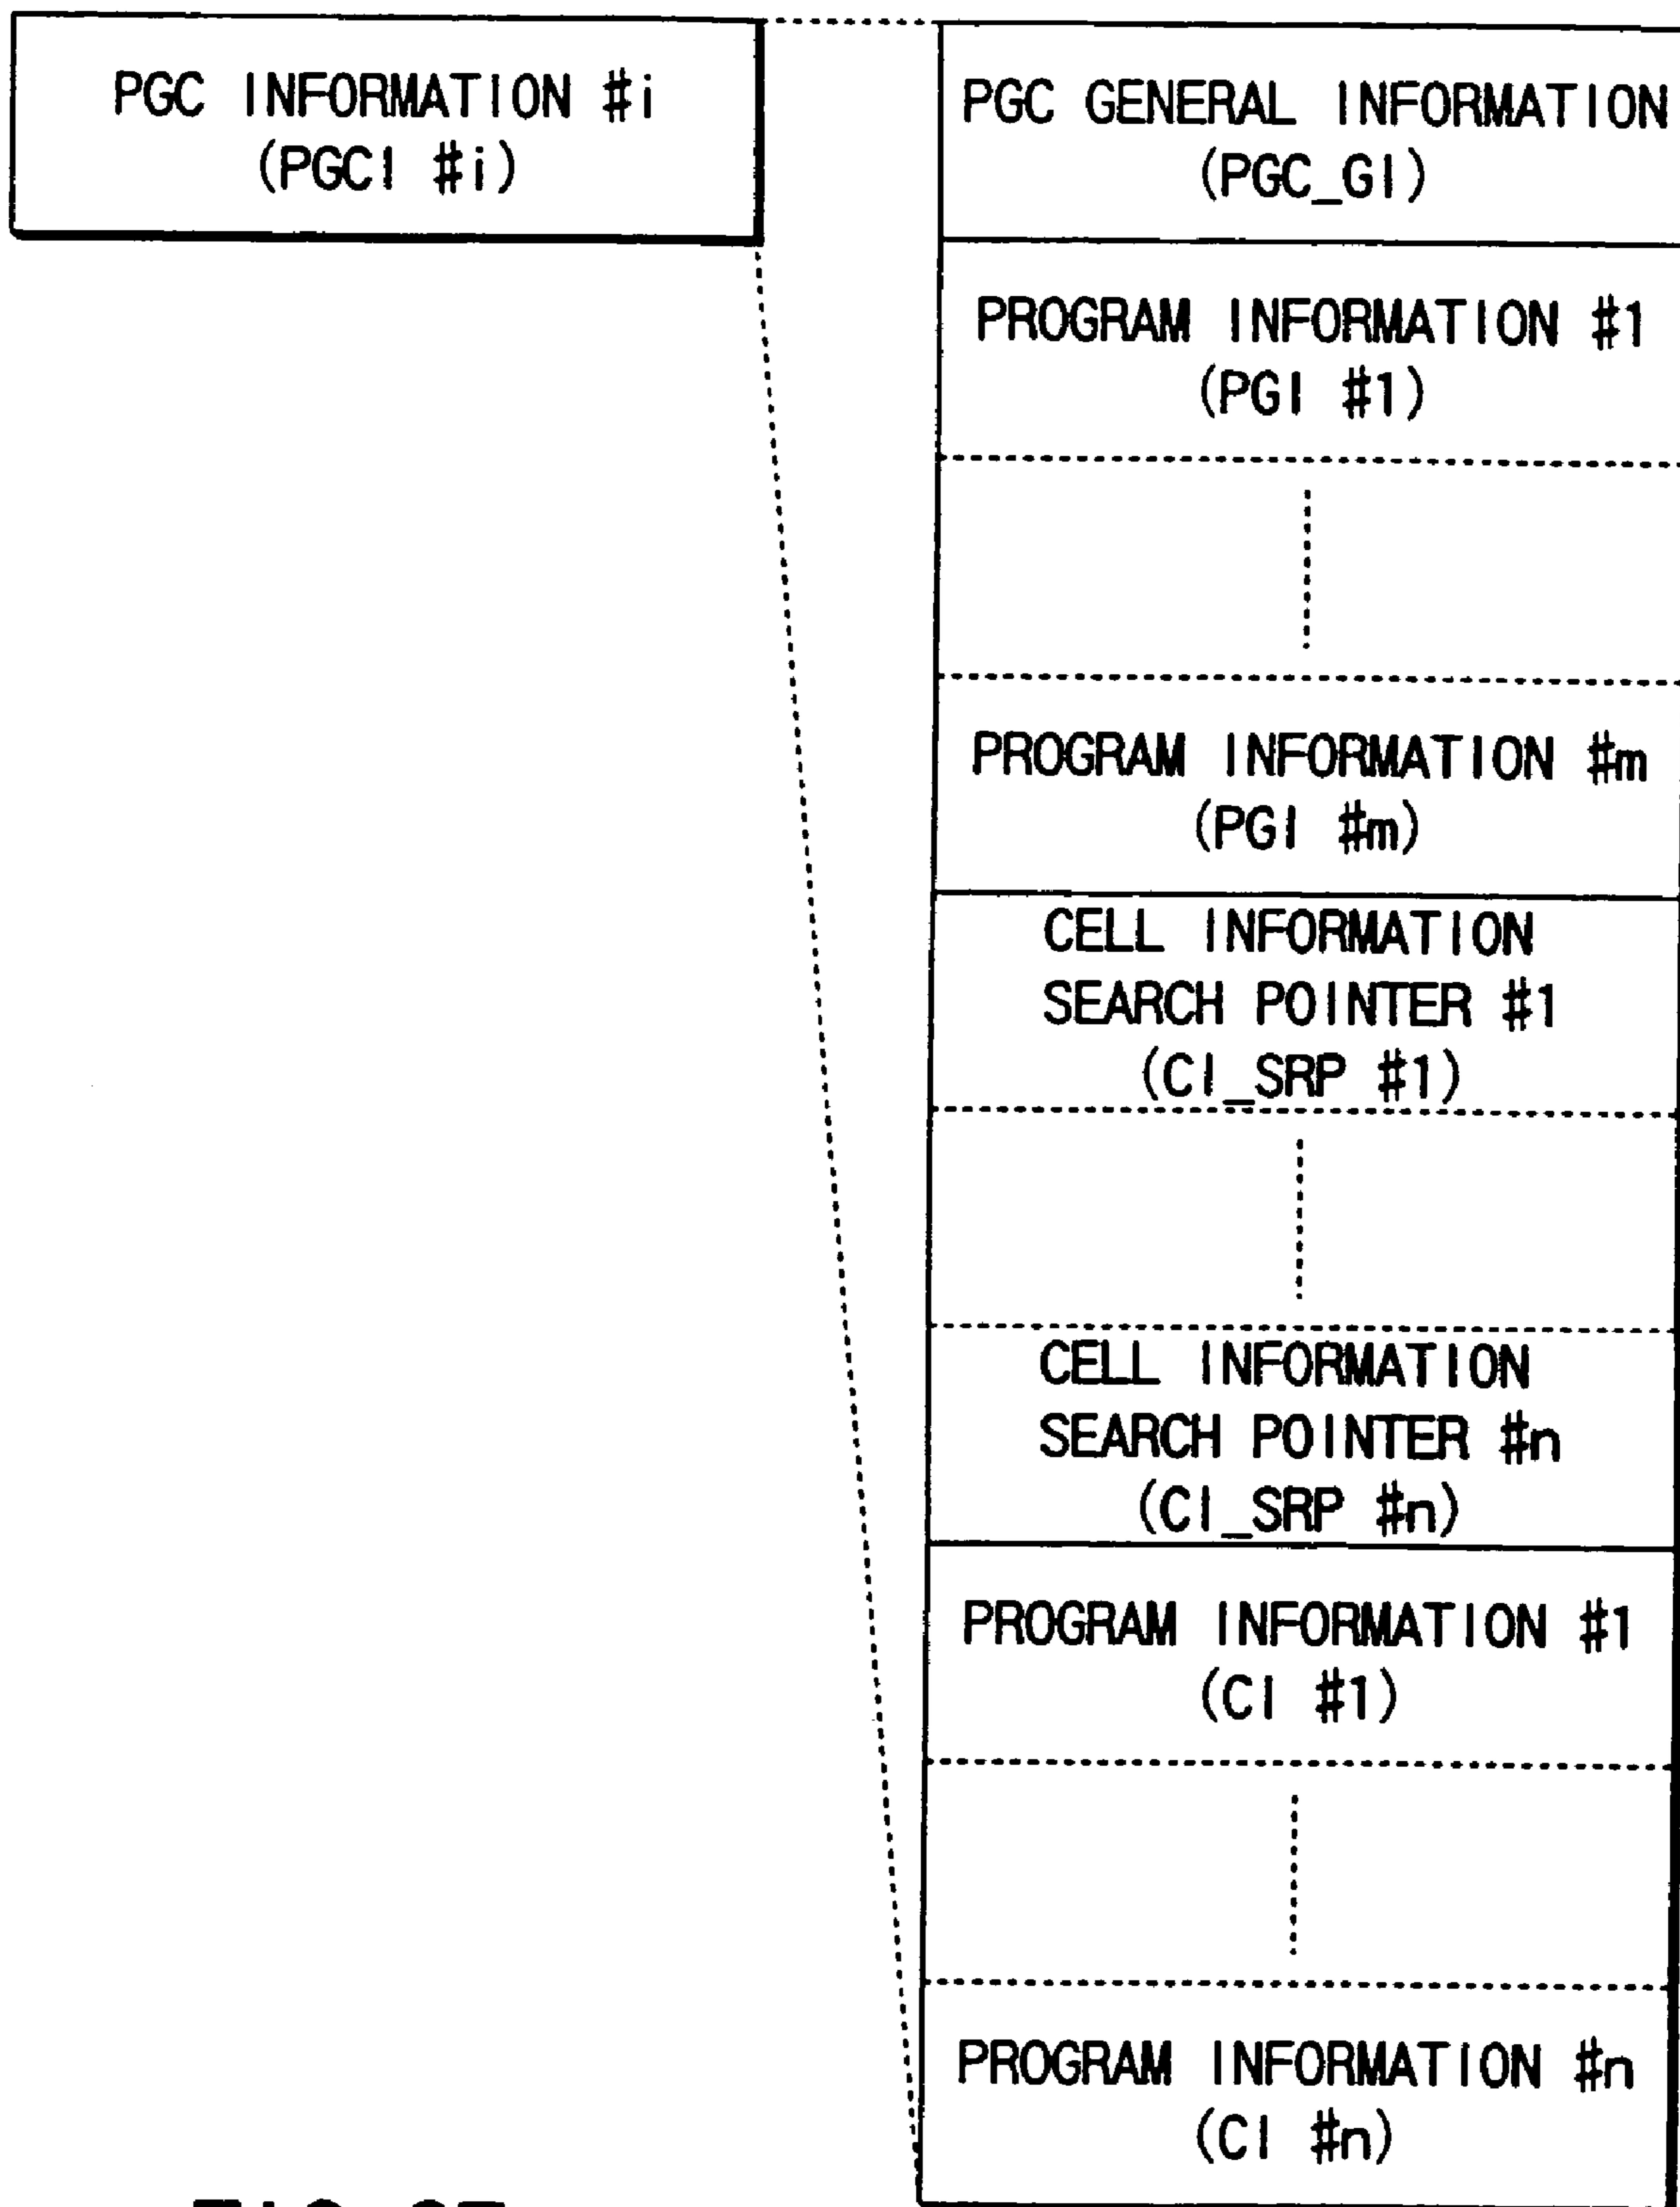 PGC INFORMATION #i
(PGCI #i)
PGC GENERAL INFORMATION
(PGC_GI)
PROGRAM INFORMATION #1
(PGI #1)
PROGRAM INFORMATION #m
(PGI #m)
CELL INFORMATION
SEARCH POINTER #1
(CI_SRP #1)
CELL INFORMATION
SEARCH POINTER #n
(CI_SRP #n)
PROGRAM INFORMATION #1
(CI #1)
PROGRAM INFORMATION #n
(CI #n)